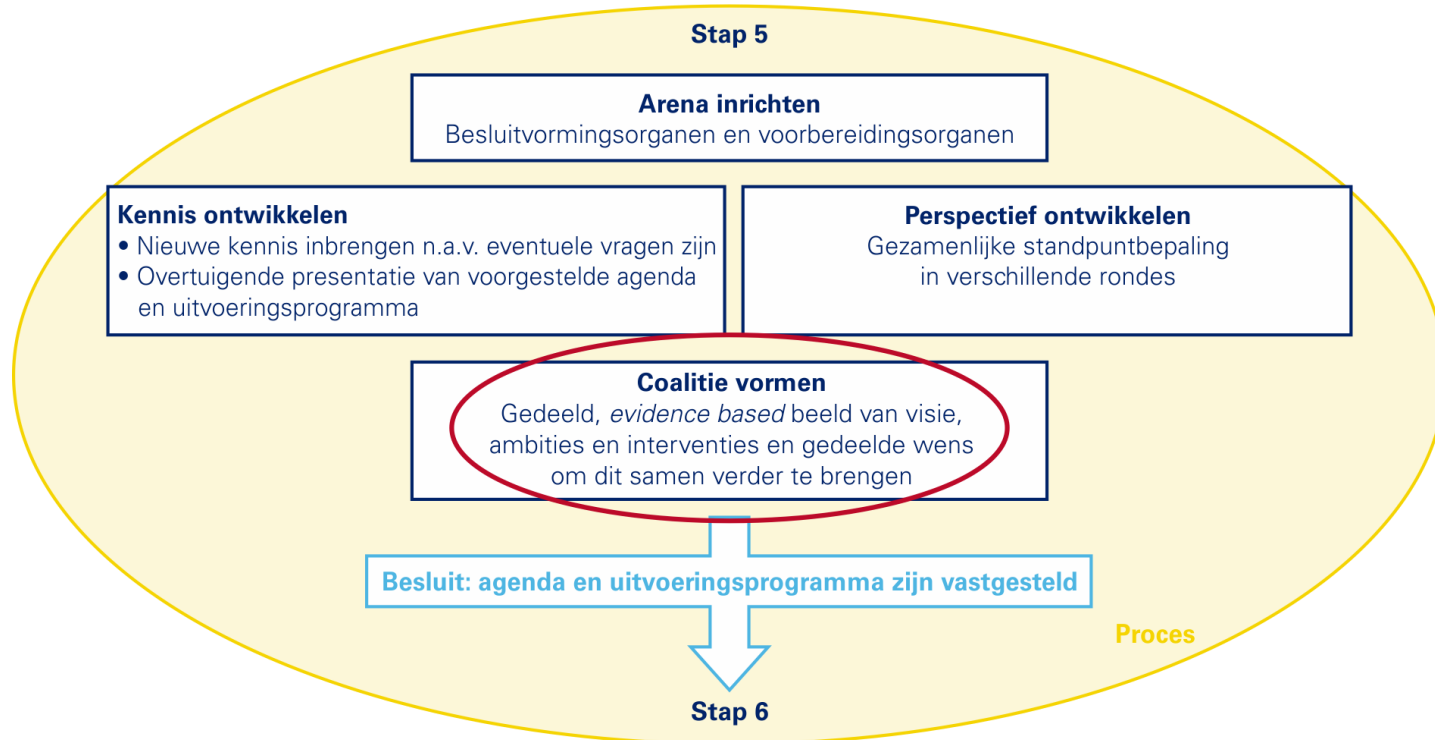 Stap 5
Arena inrichten
Besluitvormingsorganen en voorbereidingsorganen
Kennis ontwikkelen
• Nieuwe kennis inbrengen n.a.v. eventuele vragen zijn
• Overtuigende presentatie van voorgestelde agenda
en uitvoeringsprogramma
Perspectief ontwikkelen
Gezamenlijke standpuntbepaling
in verschillende rondes
Coalitie vormen
Gedeeld, evidence based beeld van visie,
ambities en interventies en gedeelde wens
om dit samen verder te brengen
Besluit: agenda en uitvoeringsprogramma zijn vastgesteld
Proces
Stap 6